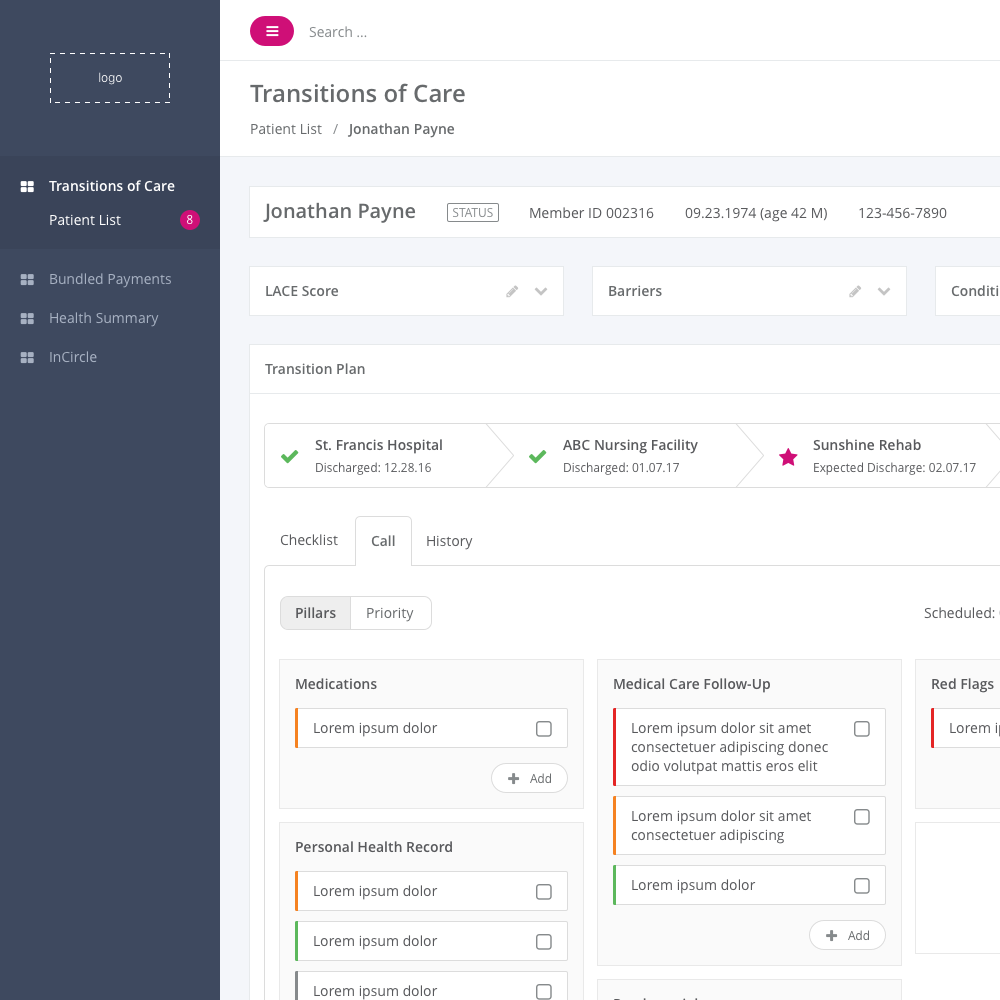 logo
Transitions of Care
Patient List
8
Bundled Payments
Health Summary
InCircle
Search ...
Transitions of Care
Patient List / Jonathan Payne
Jonathan Payne STATUS Member ID 002316 09.23.1974 (age 42 M) 123-456-7890
LACE Score
Barriers
Conditi
Transition Plan
St. Francis Hospital
Discharged: 12.28.16
ABC Nursing Facility
Discharged: 01.07.17
Sunshine Rehab
Expected Discharge: 02.07.17
Checklist Call History
Pillars Priority
Scheduled:
Medications
Lorem ipsum dolor
Add
Personal Health Record
Lorem ipsum dolor
Lorem ipsum dolor
Lorem ipsum dolor
Medical Care Follow-Up
Lorem ipsum dolor sit amet
consectetuer adipiscing donec
odio volutpat mattis eros elit
Lorem ipsum dolor sit amet
consectetuer adipiscing
Lorem ipsum dolor
Add
Red Flags
Lorem